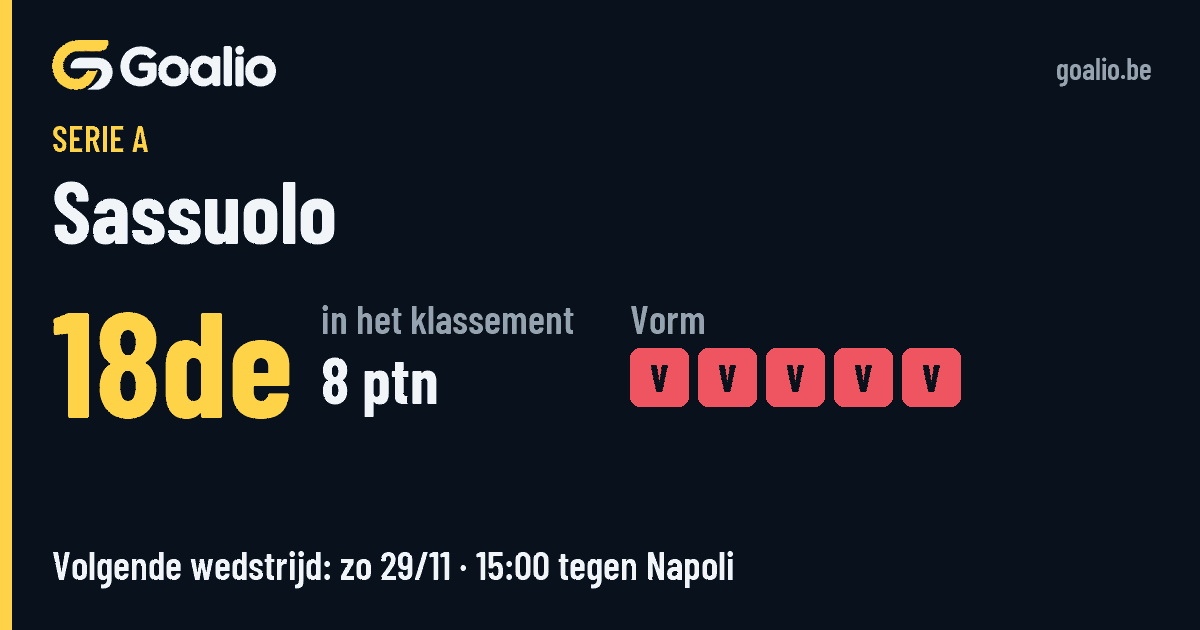 Goalio
goalio.be
SERIE A
Sassuolo
18de
in het klassement
8 ptn
Vorm
V V V V V
Volgende wedstrijd: zo 29/11 · 15:00 tegen Napoli